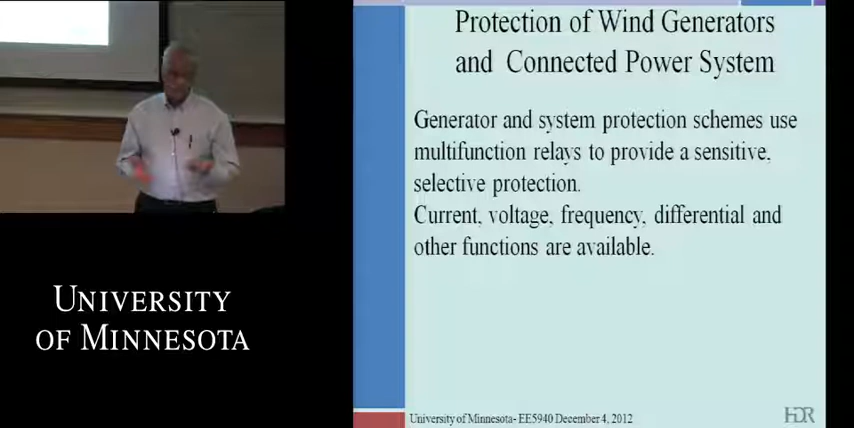 Protection of Wind Generators
and Connected Power System
Generator and system protection schemes use
multifunction relays to provide a sensitive,
selective protection.
Current, voltage, frequency, differential and
other functions are available.
UNIVERSITY
OF MINNESOTA
University of Minnesota- EE5940 December 4, 2012
HDR